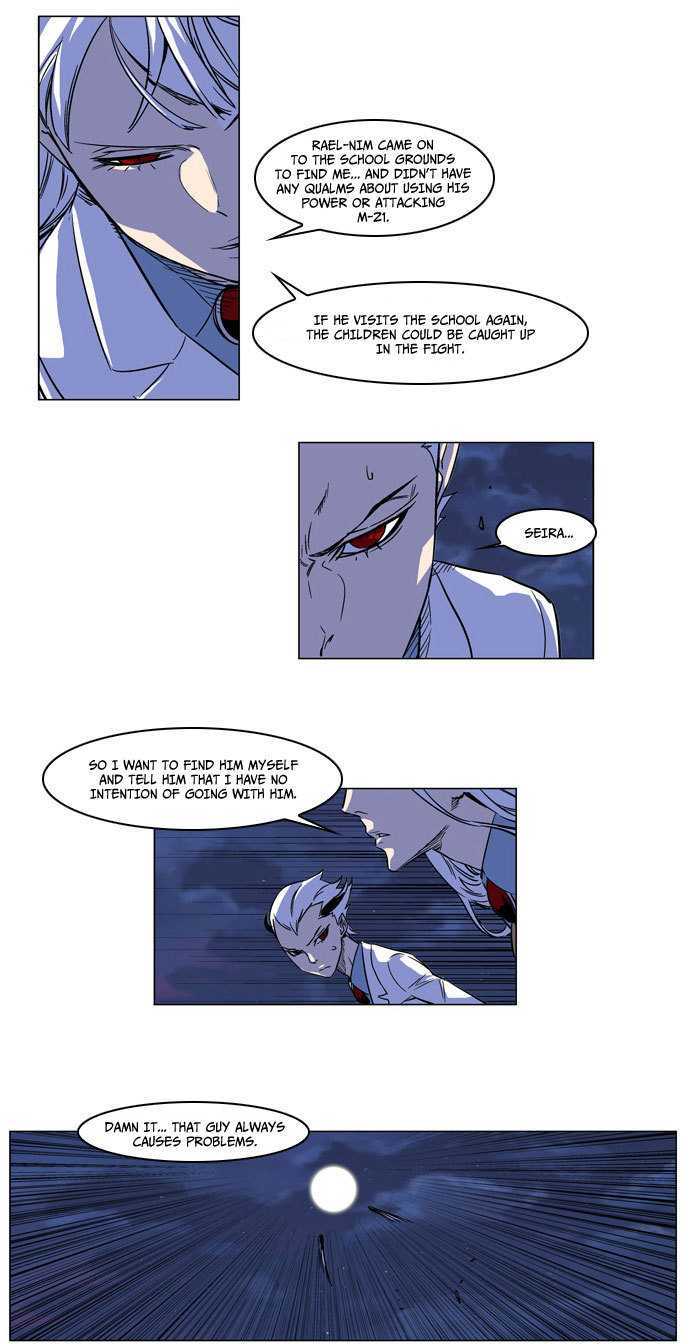 RAEL-NIM CAME ON
TO THE SCHOOL GROUNDS
TO FIND ME... AND DIDN'T HAVE
ANY QUALMS ABOUT USING HIS
POWER OR ATTACKING
M-21.
IF HE VISITS THE SCHOOL AGAIN,
THE CHILDREN COULD BE CAUGHT UP
IN THE FIGHT.
SEIRA...
SO I WANT TO FIND HIM MYSELF
AND TELL HIM THAT I HAVE NO
INTENTION OF GOING WITH HIM.
DAMN IT... THAT GUY ALWAYS
CAUSES PROBLEMS.